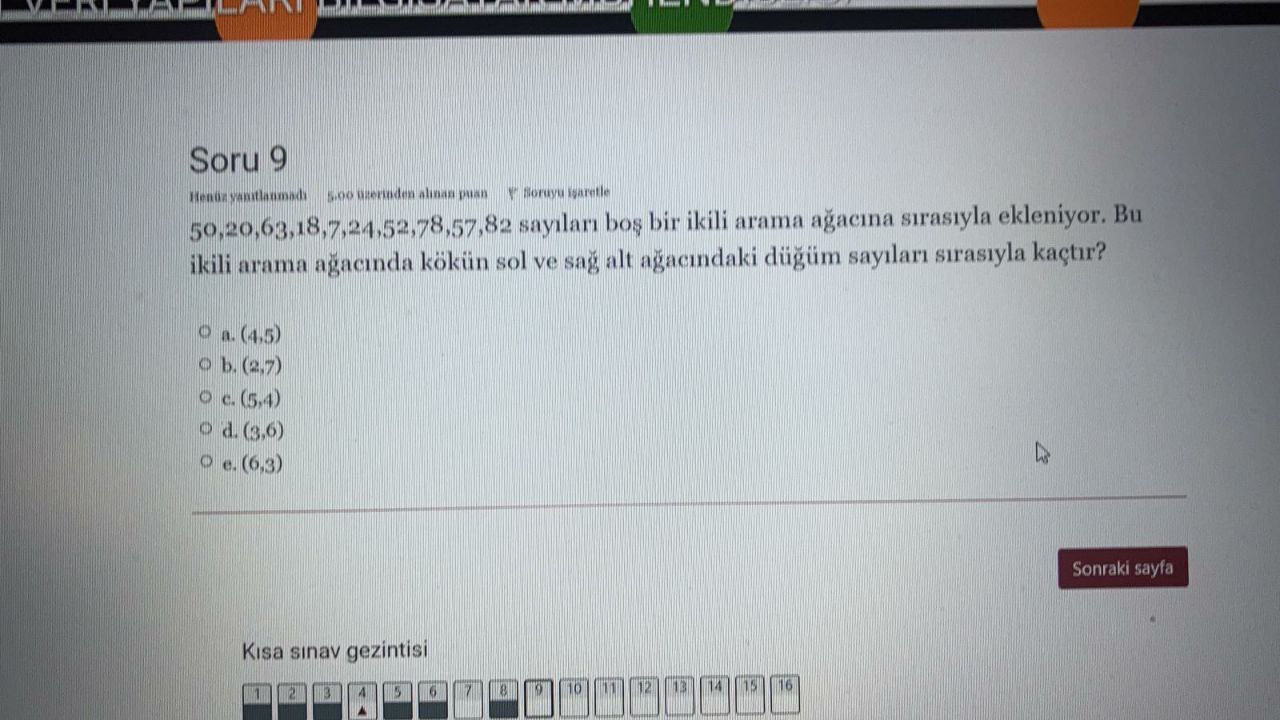 VERİ YAPILARI
Soru 9
Henüz yanıtlanmadı 5,00 üzerinden alınan puan Soruyu işaretle
50,20,63,18,7,24,52,78,57,82 sayıları boş bir ikili arama ağacına sırasıyla ekleniyor. Bu
ikili arama ağacında kökün sol ve sağ alt ağacındaki düğüm sayıları sırasıyla kaçtır?
a. (4,5)
b. (2,7)
c. (5,4)
d. (3,6)
e. (6,3)
Sonraki sayfa
Kısa sınav gezintisi
1 2 3 4 5 6 7 8 9 10 11 12 13 14 15 16